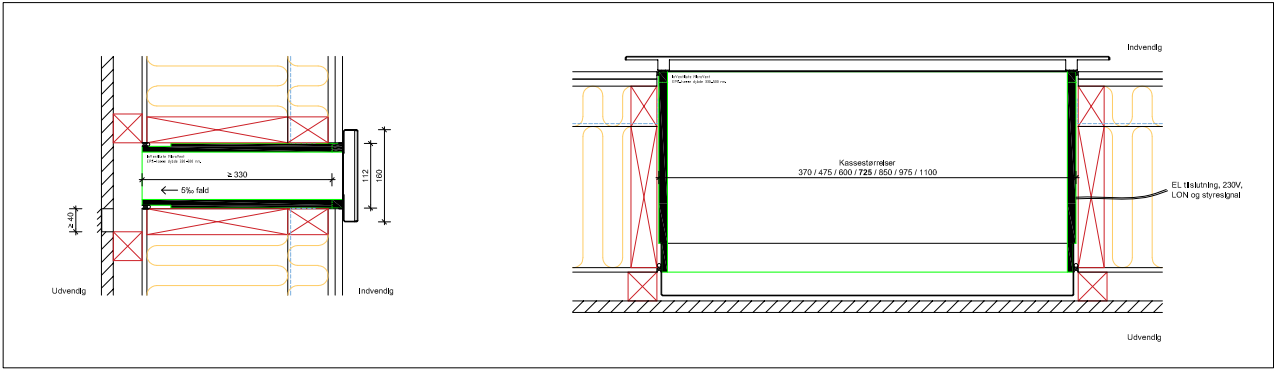 ≥ 330
5‰ fald
112
160
≥ 40
Udvendig
Indvendig
Indvendig
Kassestørrelser
370 / 475 / 600 / 725 / 850 / 975 / 1100
EL tilslutning, 230V,
LON og styresignal
Udvendig